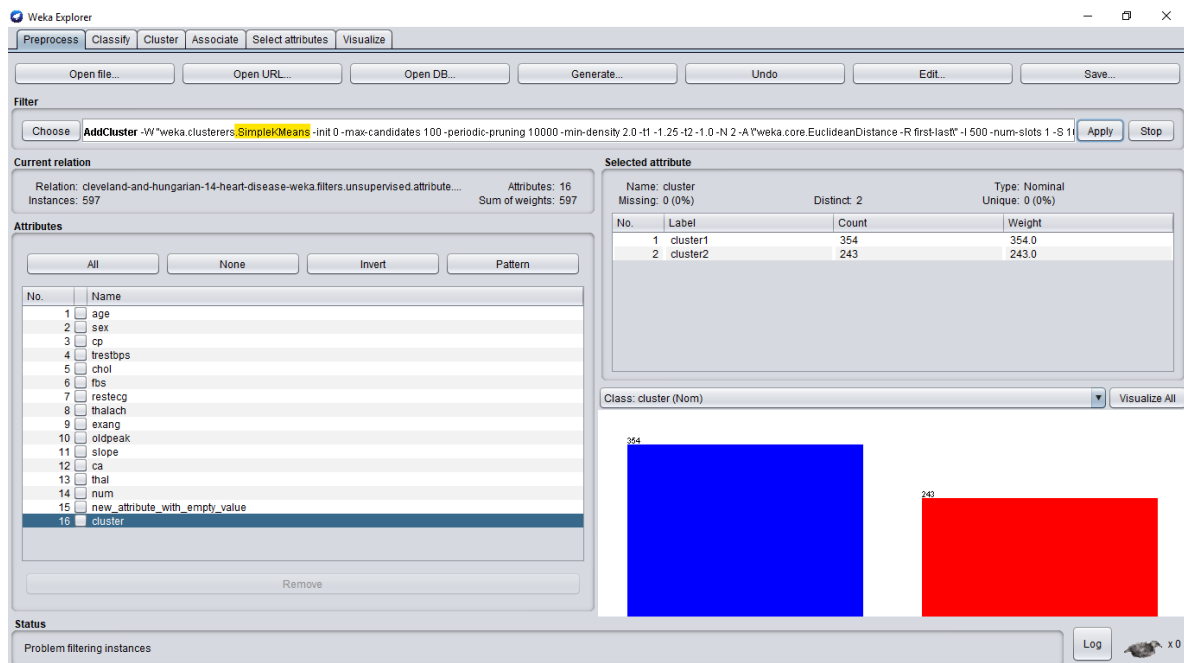 Weka Explorer
Preprocess Classify Cluster Associate Select attributes Visualize
Open file... Open URL... Open DB... Generate... Undo Edit... Save...
Filter
Choose AddCluster -W "weka.clusterers.SimpleKMeans -init 0 -max-candidates 100 -periodic-pruning 10000 -min-density 2.0 -t1 -1.25 -t2 -1.0 -N 2 -A \"weka.core.EuclideanDistance -R first-last\" -I 500 -num-slots 1 -S 10 Apply Stop
Current relation
Relation: cleveland-and-hungarian-14-heart-disease-weka.filters.unsupervised.attribute.... Attributes: 16
Instances: 597 Sum of weights: 597
Attributes
All None Invert Pattern
No. Name
1 age
2 sex
3 cp
4 trestbps
5 chol
6 fbs
7 restecg
8 thalach
9 exang
10 oldpeak
11 slope
12 ca
13 thal
14 num
15 new_attribute_with_empty_value
16 cluster
Remove
Selected attribute
Name: cluster Type: Nominal
Missing: 0 (0%) Distinct: 2 Unique: 0 (0%)
No. Label Count Weight
1 cluster1 354 354.0
2 cluster2 243 243.0
Class: cluster (Nom) Visualize All
354
243
Status
Problem filtering instances
Log x 0